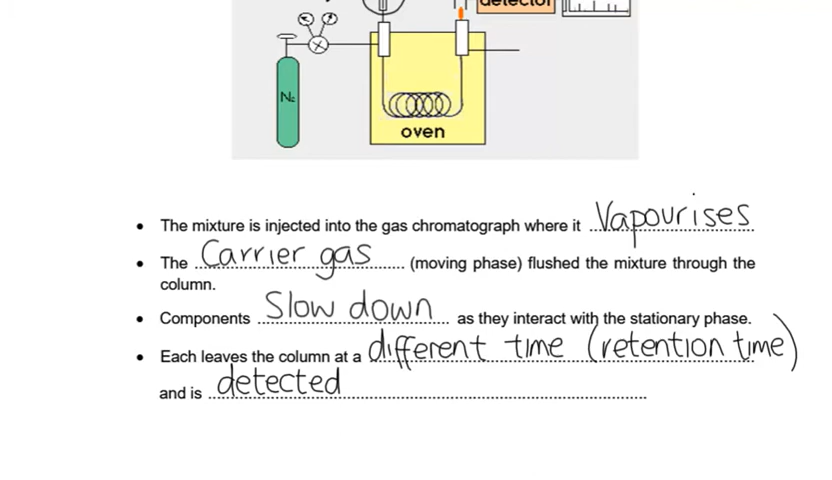 detector
N₂
oven
• The mixture is injected into the gas chromatograph where it Vapourises
• The Carrier gas (moving phase) flushed the mixture through the
column.
• Components Slow down as they interact with the stationary phase.
• Each leaves the column at a different time (retention time)
and is detected